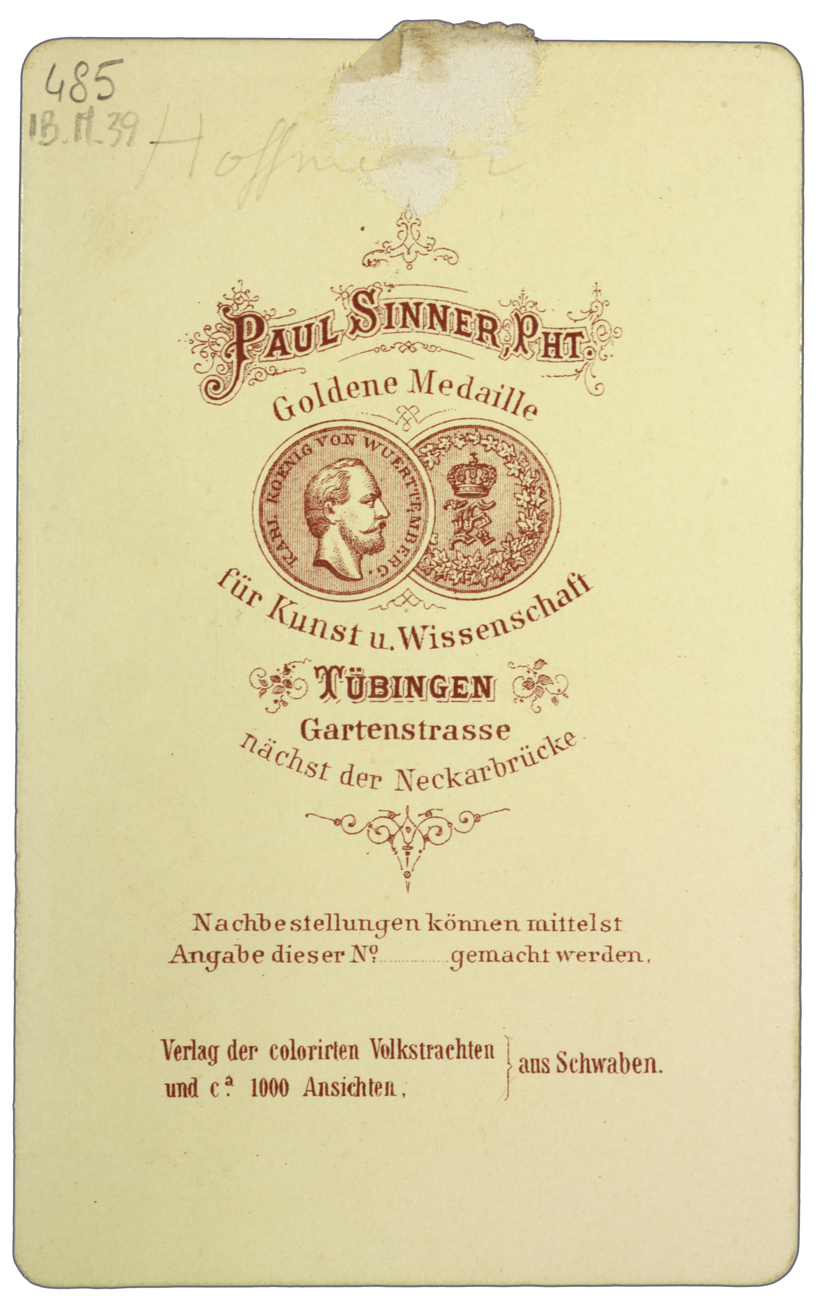 485
IB.M.39
PAUL SINNER, PHT.
Goldene Medaille
KARL KOENIG VON WUERTTEMBERG.
für Kunst u. Wissenschaft
TÜBINGEN
Gartenstrasse
nächst der Neckarbrücke
Nachbestellungen können mittelst
Angabe dieser Nº. gemacht werden.
Verlag der colorirten Volkstrachten
und cª. 1000 Ansichten,
aus Schwaben.